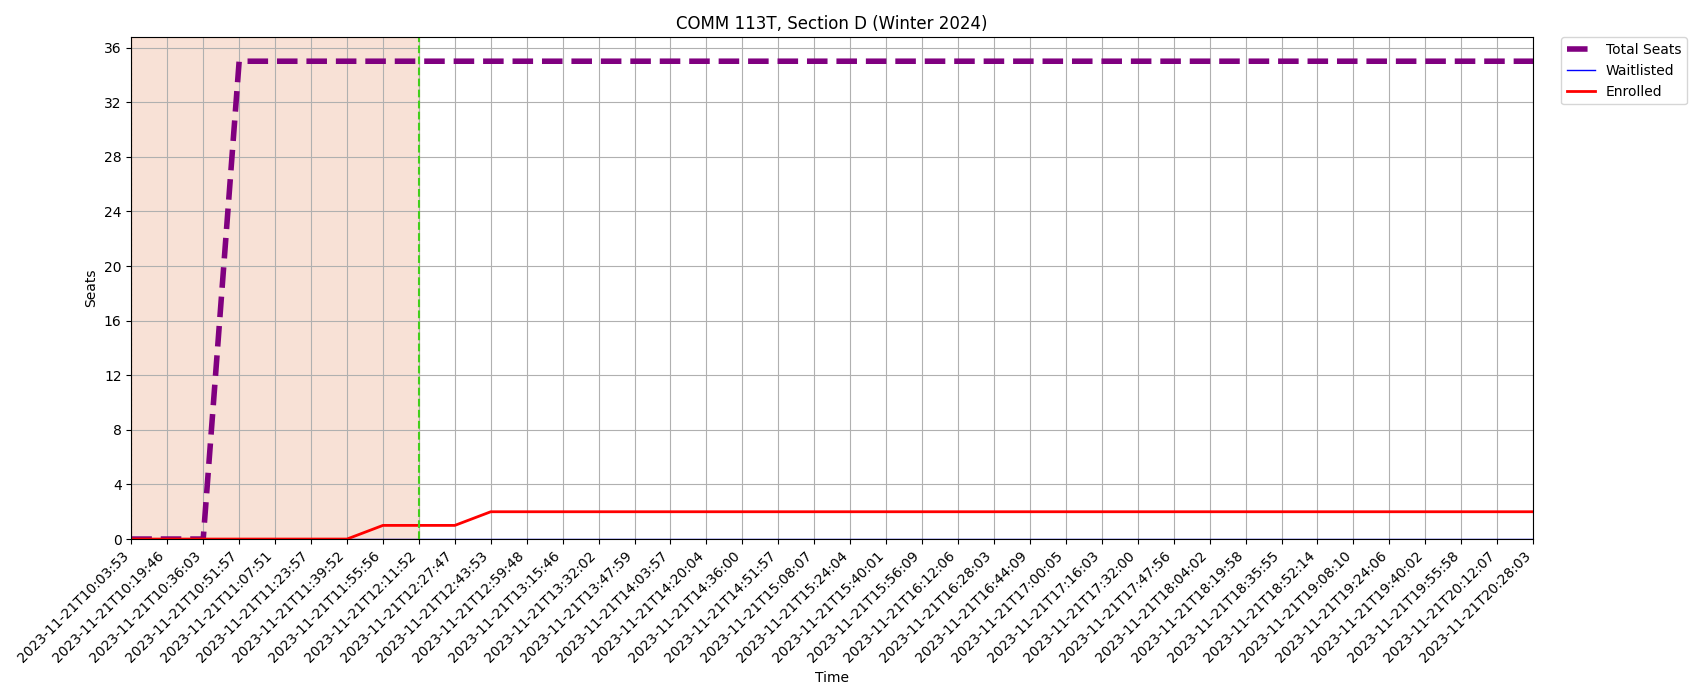 COMM 113T, Section D (Winter 2024)
Total Seats
Waitlisted
Enrolled
Seats
36
32
28
24
20
16
12
8
4
0
2023-11-21T10:03:53
2023-11-21T10:19:46
2023-11-21T10:36:03
2023-11-21T10:51:57
2023-11-21T11:07:51
2023-11-21T11:23:57
2023-11-21T11:39:52
2023-11-21T11:55:56
2023-11-21T12:11:52
2023-11-21T12:27:47
2023-11-21T12:43:53
2023-11-21T12:59:48
2023-11-21T13:15:46
2023-11-21T13:32:02
2023-11-21T13:47:59
2023-11-21T14:03:57
2023-11-21T14:20:04
2023-11-21T14:36:00
2023-11-21T14:51:57
2023-11-21T15:08:07
2023-11-21T15:24:04
2023-11-21T15:40:01
2023-11-21T15:56:09
2023-11-21T16:12:06
2023-11-21T16:28:03
2023-11-21T16:44:09
2023-11-21T17:00:05
2023-11-21T17:16:03
2023-11-21T17:32:00
2023-11-21T17:47:56
2023-11-21T18:04:02
2023-11-21T18:19:58
2023-11-21T18:35:55
2023-11-21T18:52:14
2023-11-21T19:08:10
2023-11-21T19:24:06
2023-11-21T19:40:02
2023-11-21T19:55:58
2023-11-21T20:12:07
2023-11-21T20:28:03
Time